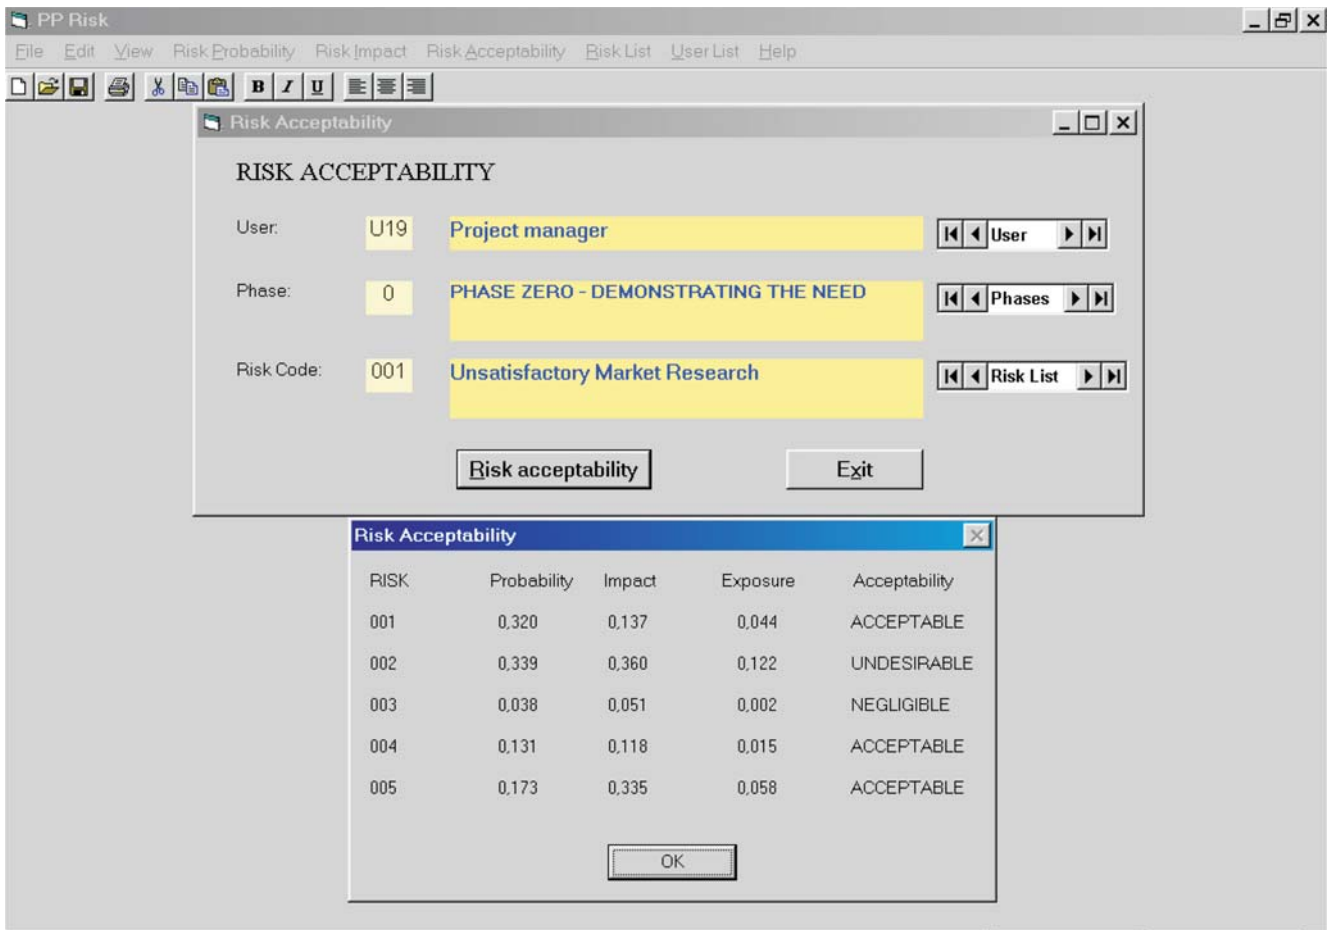 PP Risk
File Edit View Risk Probability Risk Impact Risk Acceptability Risk List User List Help
B I U
Risk Acceptability
RISK ACCEPTABILITY
User: U19 Project manager User
Phase: 0 PHASE ZERO - DEMONSTRATING THE NEED Phases
Risk Code: 001 Unsatisfactory Market Research Risk List
Risk acceptability Exit
Risk Acceptability
RISK Probability Impact Exposure Acceptability
001 0,320 0,137 0,044 ACCEPTABLE
002 0,339 0,360 0,122 UNDESIRABLE
003 0,038 0,051 0,002 NEGLIGIBLE
004 0,131 0,118 0,015 ACCEPTABLE
005 0,173 0,335 0,058 ACCEPTABLE
OK